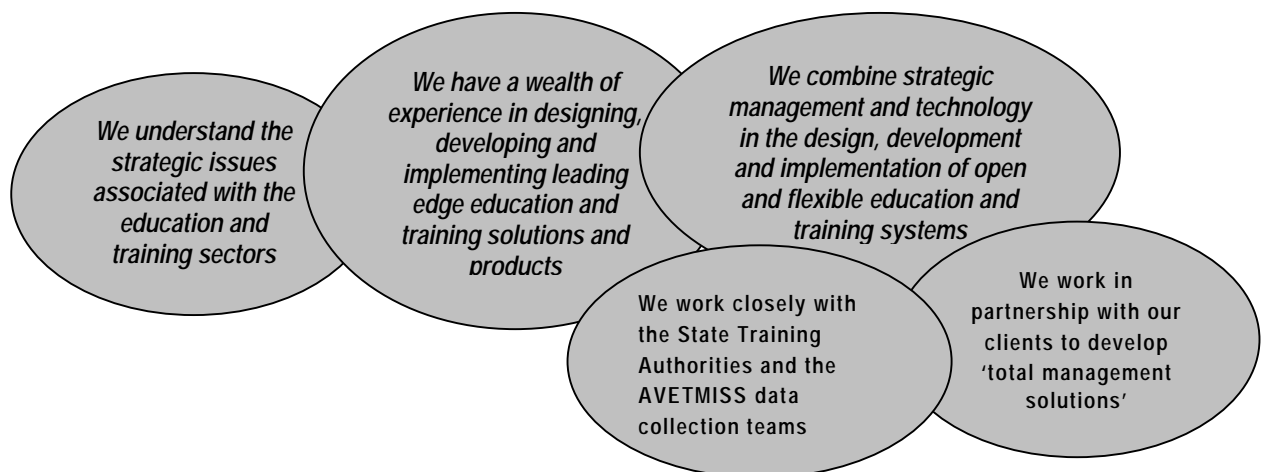 We understand the
strategic issues
associated with the
education and
training sectors
We have a wealth of
experience in designing,
developing and
implementing leading
edge education and
training solutions and
products
We combine strategic
management and technology
in the design, development
and implementation of open
and flexible education and
training systems
We work closely with
the State Training
Authorities and the
AVETMISS data
collection teams
We work in
partnership with our
clients to develop
‘total management
solutions’